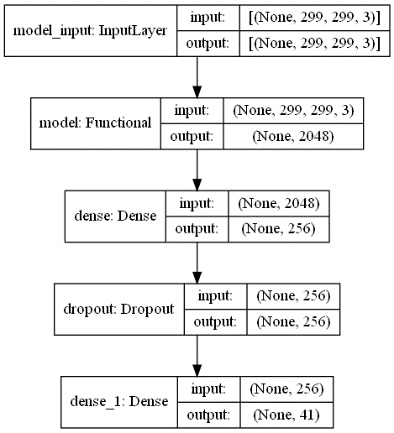 model_input: InputLayer
input: [(None, 299, 299, 3)]
output: [(None, 299, 299, 3)]
model: Functional
input: (None, 299, 299, 3)
output: (None, 2048)
dense: Dense
input: (None, 2048)
output: (None, 256)
dropout: Dropout
input: (None, 256)
output: (None, 256)
dense_1: Dense
input: (None, 256)
output: (None, 41)